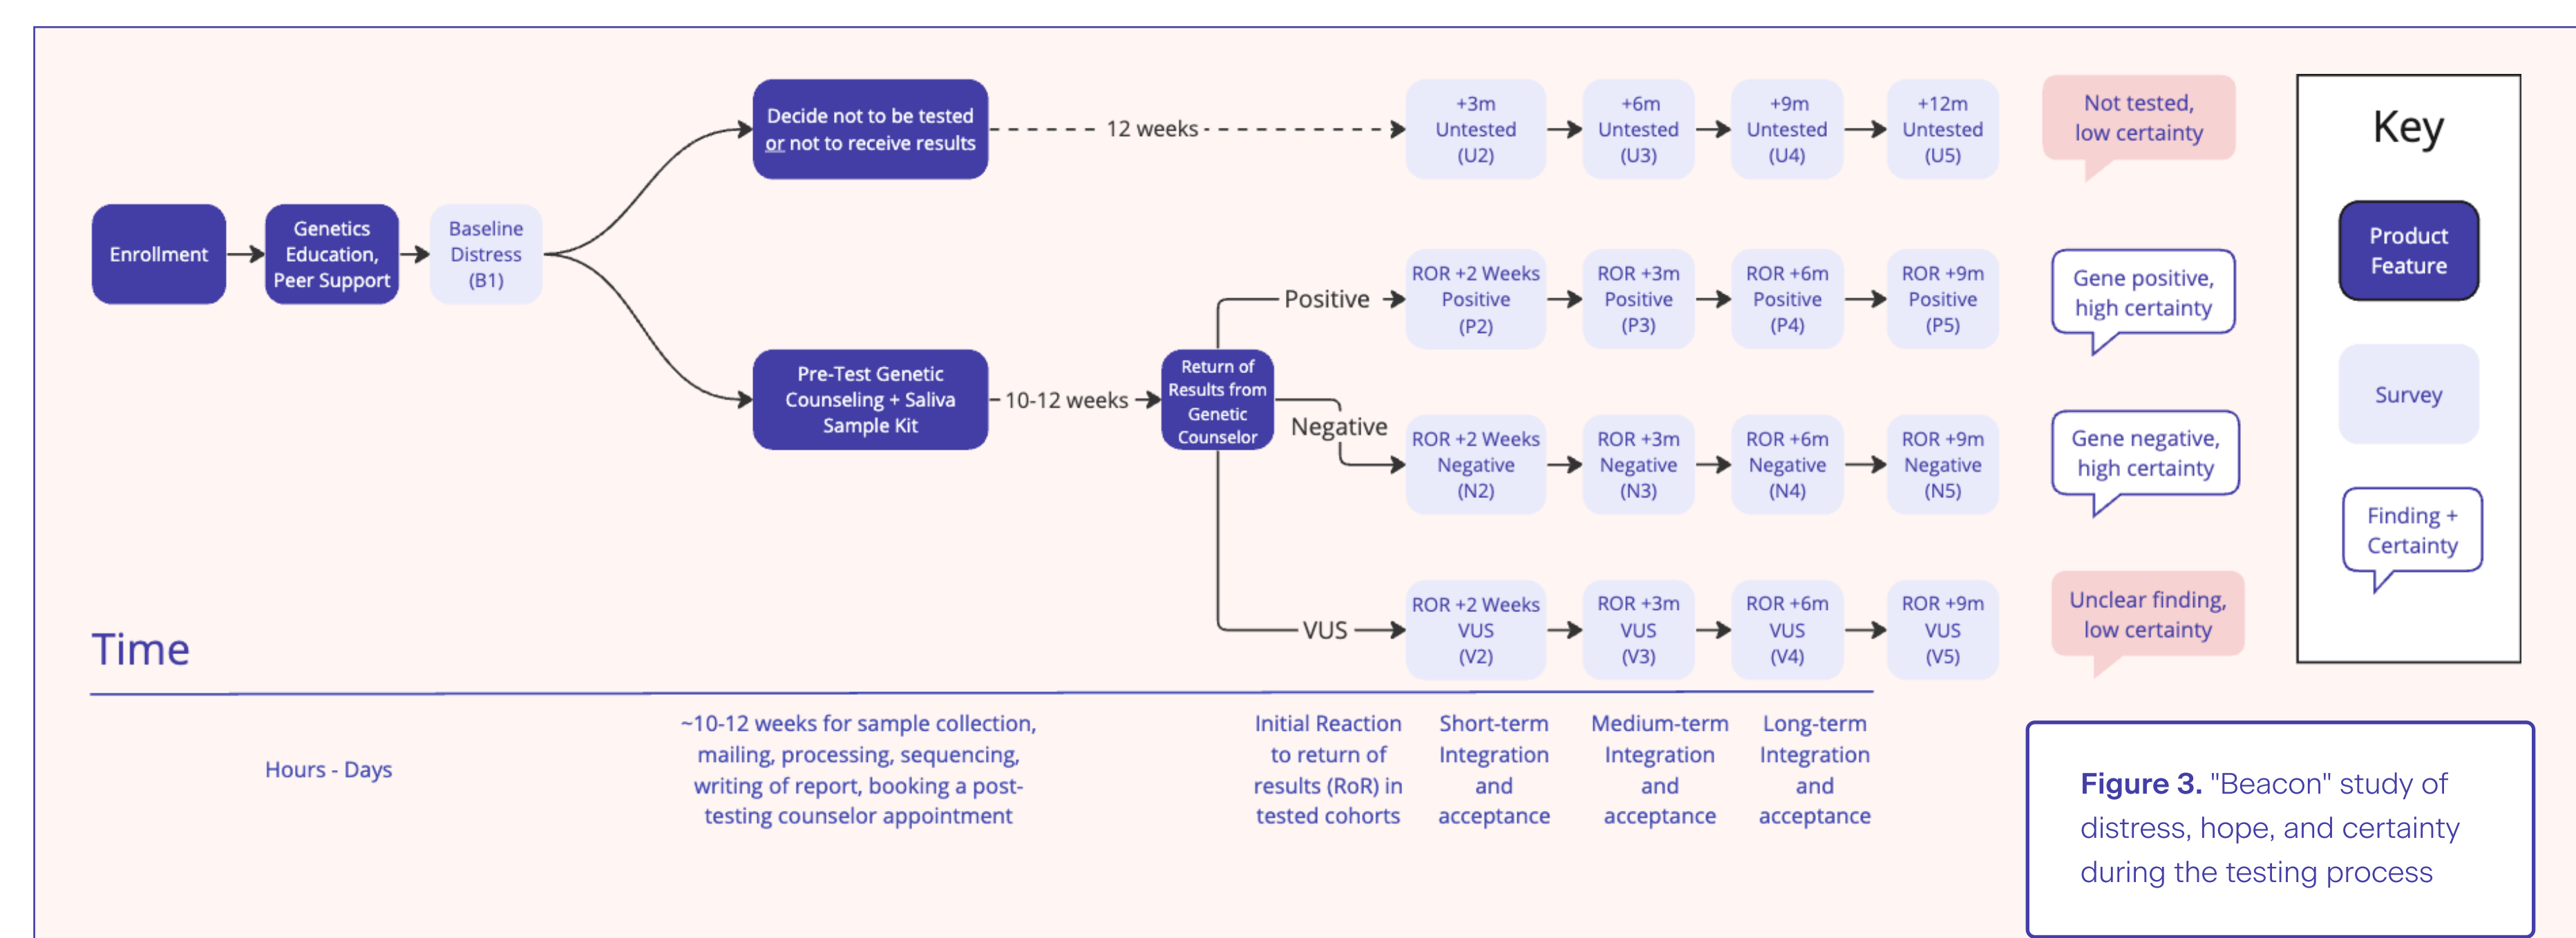 Decide not to be tested
or not to receive results
12 weeks
+3m
Untested
(U2)
+6m
Untested
(U3)
+9m
Untested
(U4)
+12m
Untested
(U5)
Not tested,
low certainty
Enrollment
Genetics
Education,
Peer Support
Baseline
Distress
(B1)
Pre-Test Genetic
Counseling + Saliva
Sample Kit
10-12 weeks
Return of
Results from
Genetic
Counselor
Positive
ROR +2 Weeks
Positive
(P2)
ROR +3m
Positive
(P3)
ROR +6m
Positive
(P4)
ROR +9m
Positive
(P5)
Gene positive,
high certainty
Negative
ROR +2 Weeks
Negative
(N2)
ROR +3m
Negative
(N3)
ROR +6m
Negative
(N4)
ROR +9m
Negative
(N5)
Gene negative,
high certainty
VUS
ROR +2 Weeks
VUS
(V2)
ROR +3m
VUS
(V3)
ROR +6m
VUS
(V4)
ROR +9m
VUS
(V5)
Unclear finding,
low certainty
Key
Product
Feature
Survey
Finding +
Certainty
Time
Hours - Days
~10-12 weeks for sample collection,
mailing, processing, sequencing,
writing of report, booking a post-
testing counselor appointment
Initial Reaction
to return of
results (RoR) in
tested cohorts
Short-term
Integration
and
acceptance
Medium-term
Integration
and
acceptance
Long-term
Integration
and
acceptance
Figure 3. "Beacon" study of
distress, hope, and certainty
during the testing process